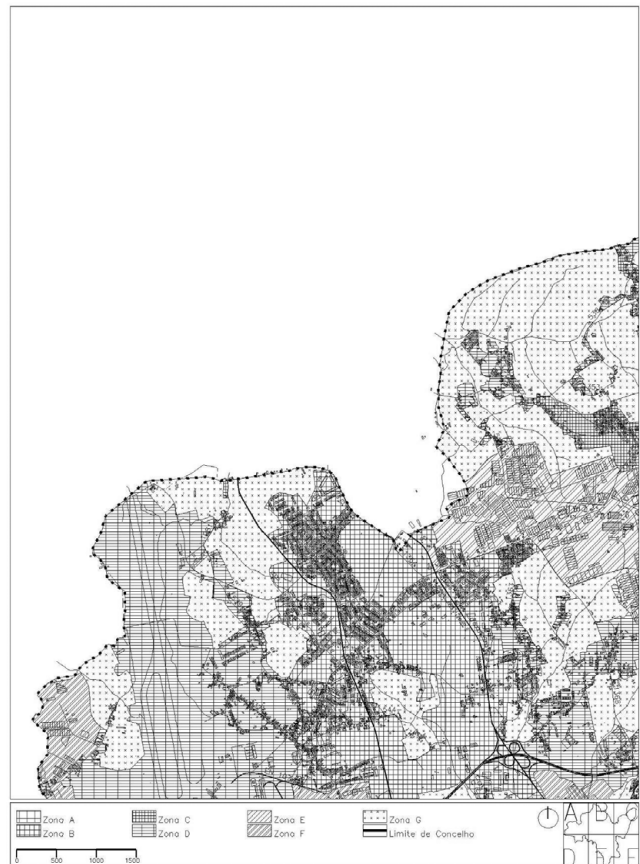 Zona A Zona C Zona E Zona G
Zona B Zona D Zona F Limite de Concelho
0 500 1000 1500
A B C
D E F